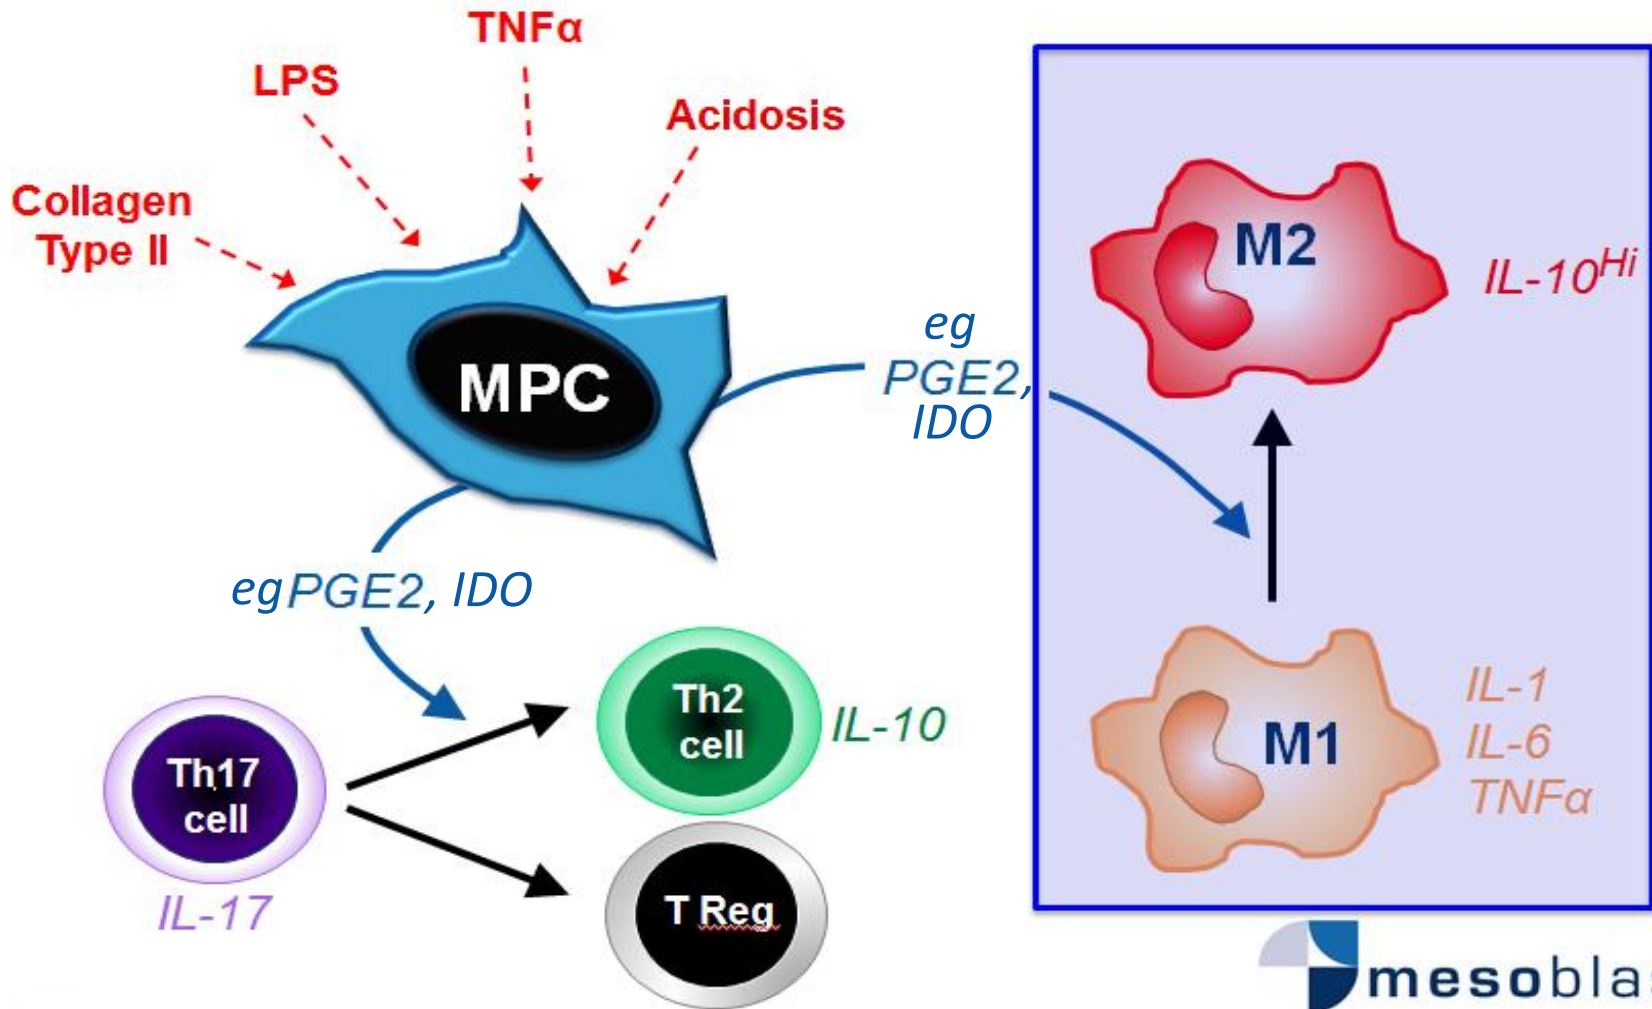 TNFα
LPS
Acidosis
Collagen
Type II
MPC
eg
PGE2,
IDO
M2
IL-10Hi
eg PGE2, IDO
Th2
cell
IL-10
Th17
cell
IL-17
T Reg
M1
IL-1
IL-6
TNFα